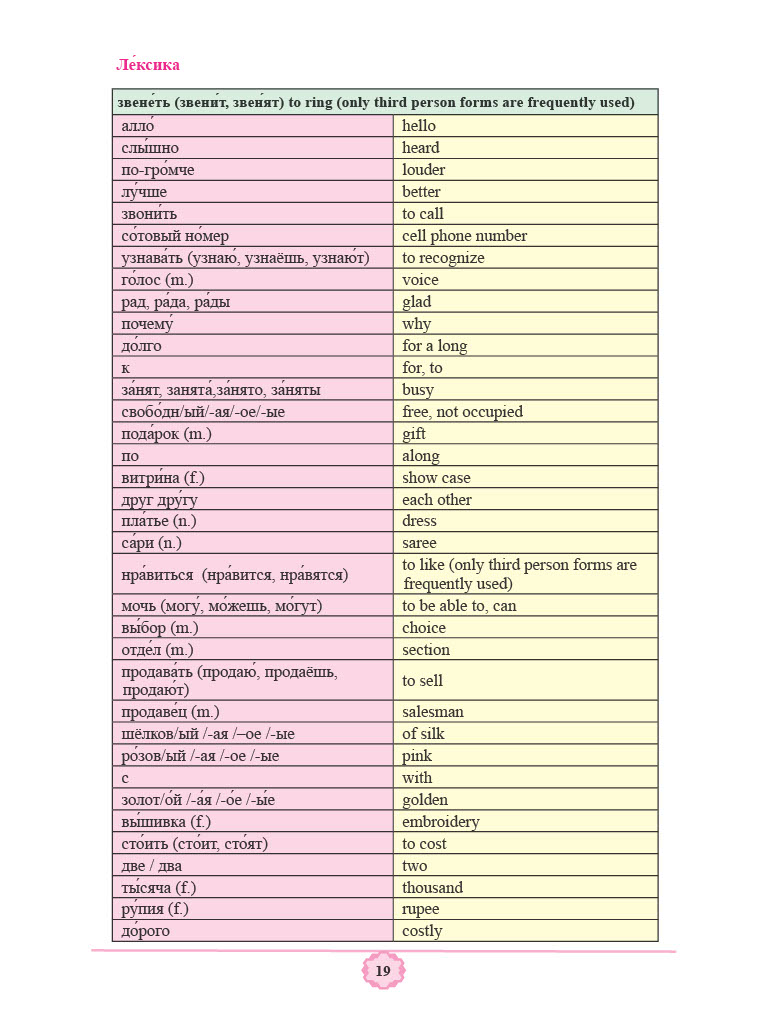 Ле́ксика
звене́ть (звени́т, звеня́т) to ring (only third person forms are frequently used)
алло́ hello
слы́шно heard
по-гро́мче louder
лу́чше better
звони́ть to call
со́товый но́мер cell phone number
узнава́ть (узнаю́, узнаёшь, узнаю́т) to recognize
го́лос (m.) voice
рад, ра́да, ра́ды glad
почему́ why
до́лго for a long
к for, to
за́нят, занята́,за́нято, за́няты busy
свобо́дн/ый/-ая/-ое/-ые free, not occupied
пода́рок (m.) gift
по along
витри́на (f.) show case
друг дру́гу each other
пла́тье (n.) dress
са́ри (n.) saree
нра́виться (нра́вится, нра́вятся) to like (only third person forms are
frequently used)
мочь (могу́, мо́жешь, мо́гут) to be able to, can
вы́бор (m.) choice
отде́л (m.) section
продава́ть (продаю́, продаёшь,
продаю́т) to sell
продаве́ц (m.) salesman
шёлков/ый /-ая /–ое /-ые of silk
ро́зов/ый /-ая /-ое /-ые pink
с with
золот/о́й /-а́я /-о́е /-ы́е golden
вы́шивка (f.) embroidery
сто́ить (сто́ит, сто́ят) to cost
две / два two
ты́сяча (f.) thousand
ру́пия (f.) rupee
до́рого costly
19